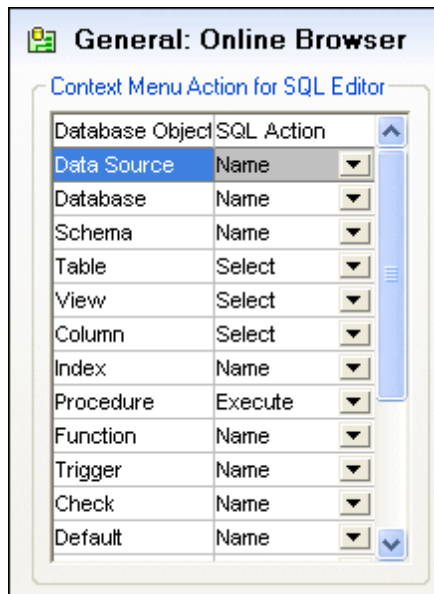 General: Online Browser
Context Menu Action for SQL Editor
Database Object SQL Action
Data Source Name
Database Name
Schema Name
Table Select
View Select
Column Select
Index Name
Procedure Execute
Function Name
Trigger Name
Check Name
Default Name